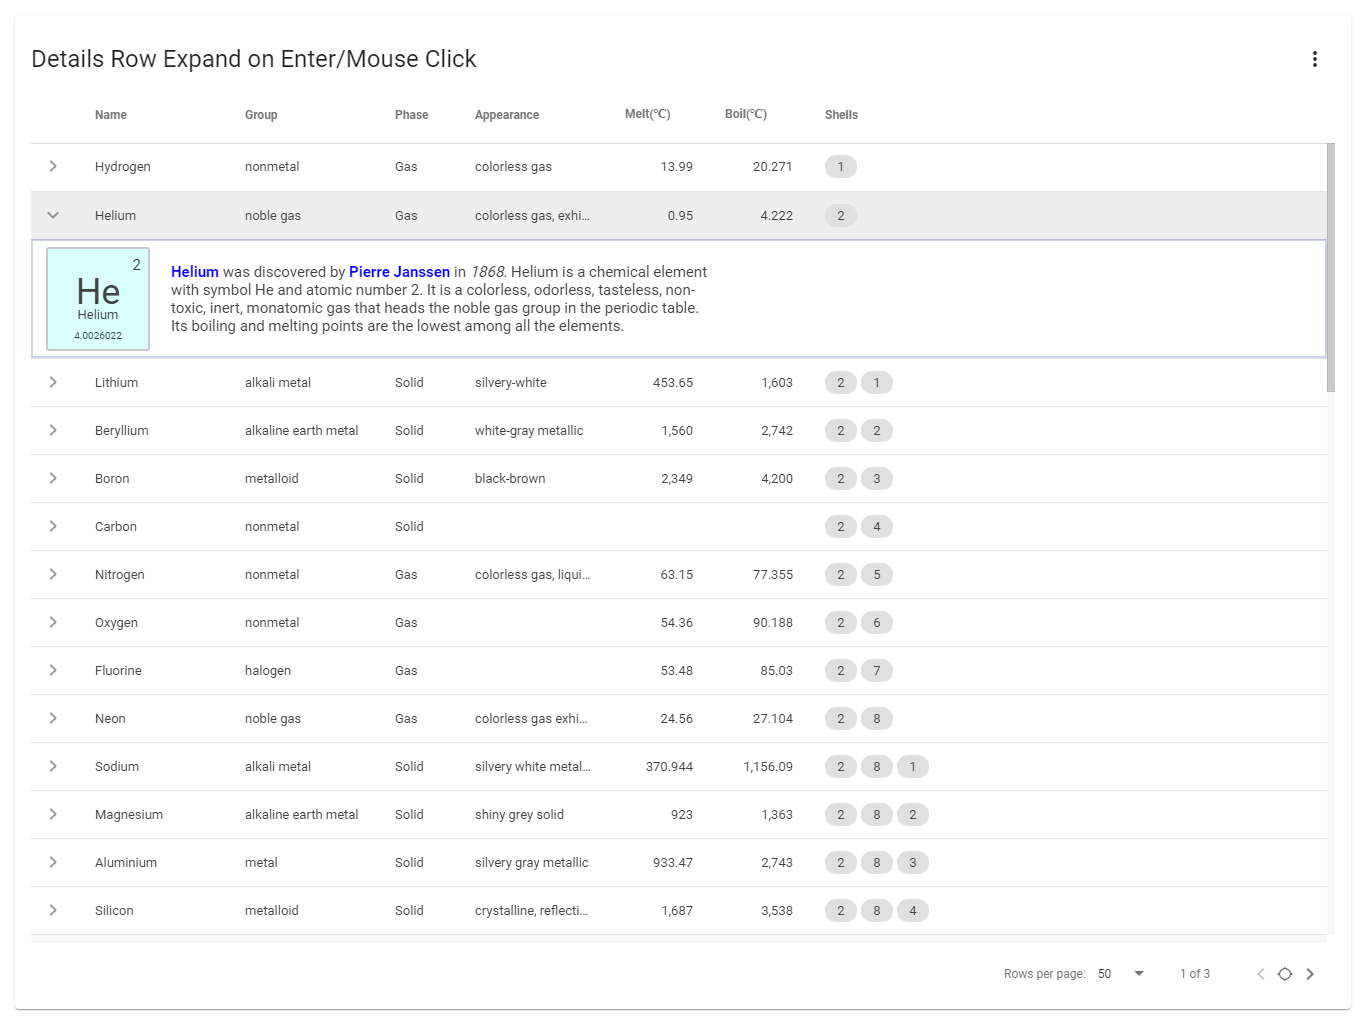 Details Row Expand on Enter/Mouse Click
Name Group Phase Appearance Melt(℃) Boil(℃) Shells
Hydrogen nonmetal Gas colorless gas 13.99 20.271 1
Helium noble gas Gas colorless gas, exhi... 0.95 4.222 2
2
He
Helium
4.0026022
Helium was discovered by Pierre Janssen in 1868. Helium is a chemical element
with symbol He and atomic number 2. It is a colorless, odorless, tasteless, non-
toxic, inert, monatomic gas that heads the noble gas group in the periodic table.
Its boiling and melting points are the lowest among all the elements.
Lithium alkali metal Solid silvery-white 453.65 1,603 2 1
Beryllium alkaline earth metal Solid white-gray metallic 1,560 2,742 2 2
Boron metalloid Solid black-brown 2,349 4,200 2 3
Carbon nonmetal Solid 2 4
Nitrogen nonmetal Gas colorless gas, liqui... 63.15 77.355 2 5
Oxygen nonmetal Gas 54.36 90.188 2 6
Fluorine halogen Gas 53.48 85.03 2 7
Neon noble gas Gas colorless gas exhi... 24.56 27.104 2 8
Sodium alkali metal Solid silvery white metal... 370.944 1,156.09 2 8 1
Magnesium alkaline earth metal Solid shiny grey solid 923 1,363 2 8 2
Aluminium metal Solid silvery gray metallic 933.47 2,743 2 8 3
Silicon metalloid Solid crystalline, reflecti... 1,687 3,538 2 8 4
Rows per page: 50 1 of 3